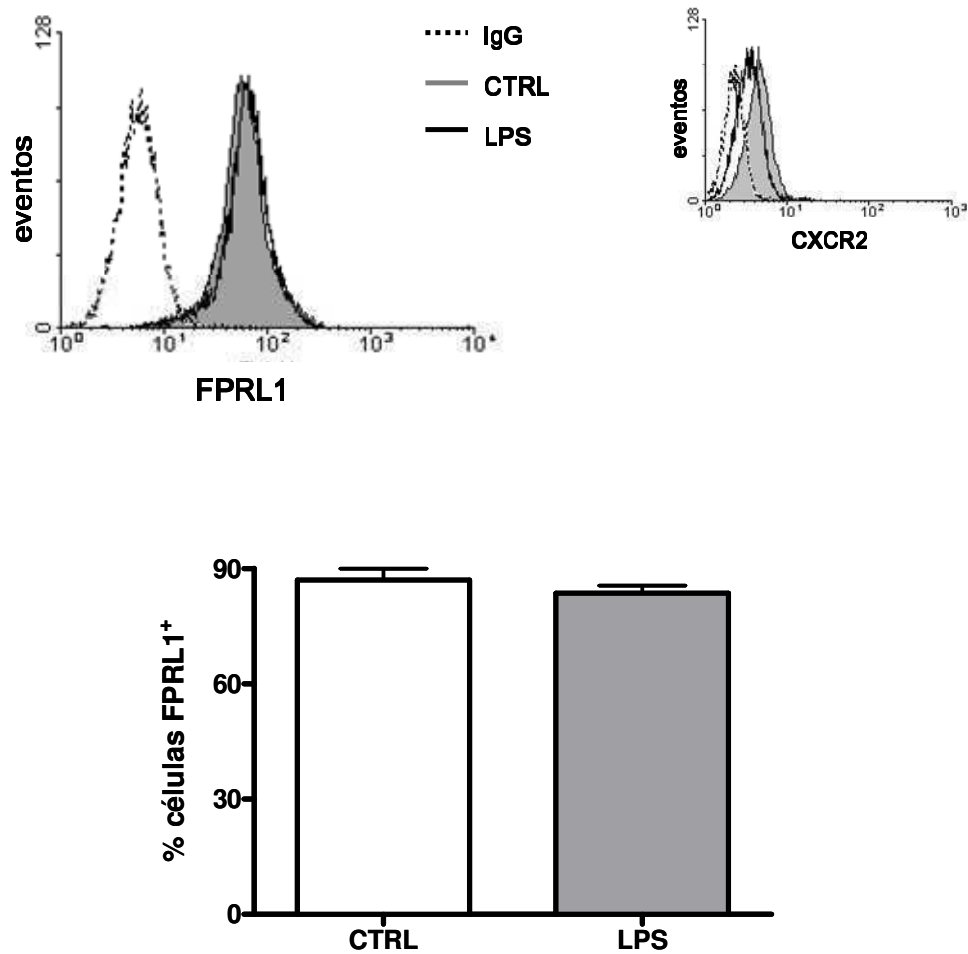 128
eventos
0
10⁰ 10¹ 10² 10³ 10⁴
FPRL1
IgG
CTRL
LPS
128
eventos
0
10⁰ 10¹ 10² 10³
CXCR2
% células FPRL1⁺
90
60
30
0
CTRL LPS